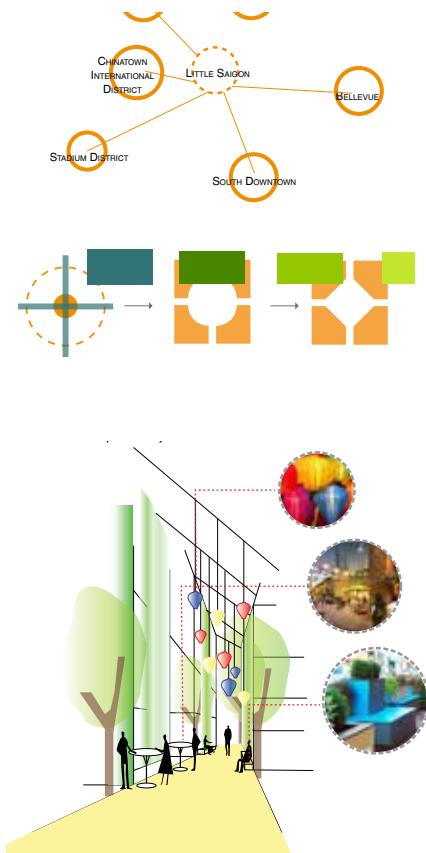 CHINATOWN
INTERNATIONAL
DISTRICT
LITTLE SAIGON
BELLEVUE
STADIUM DISTRICT
SOUTH DOWNTOWN